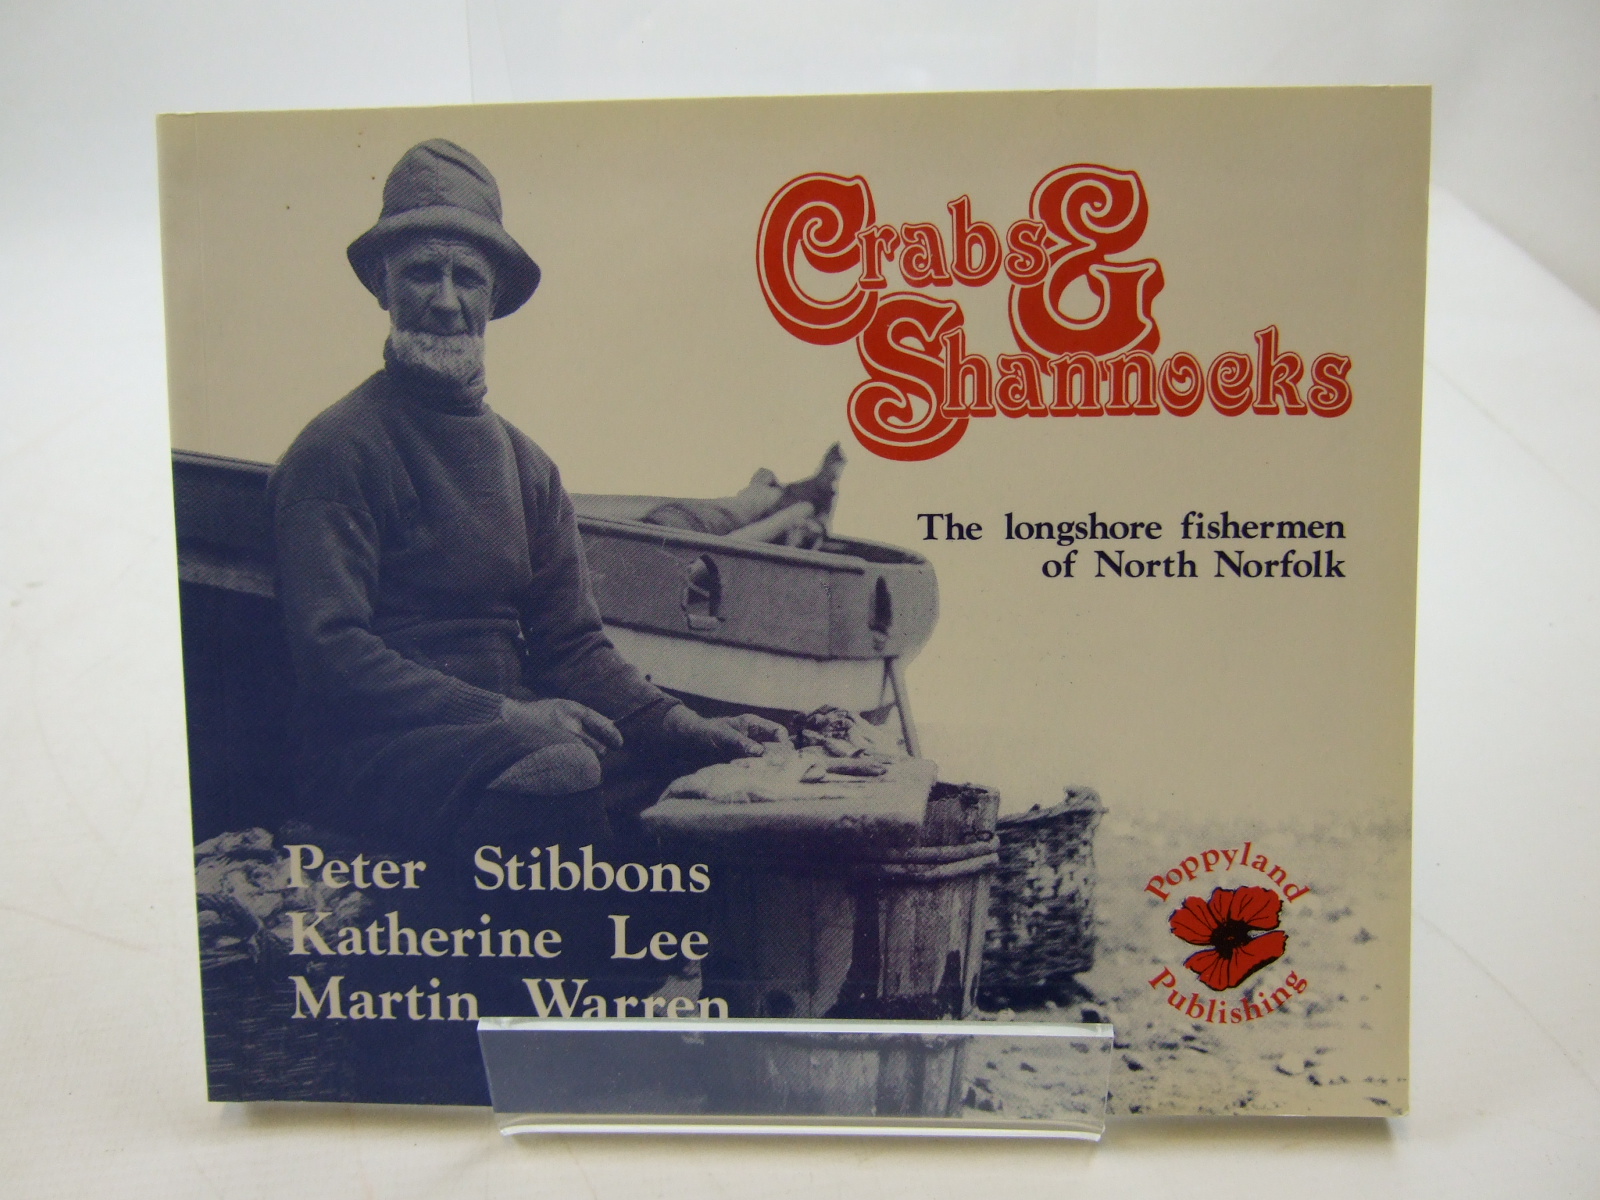 Crabs &
Shannocks
The longshore fishermen
of North Norfolk
Peter Stibbons
Katherine Lee
Martin Warren
Poppyland
Publishing